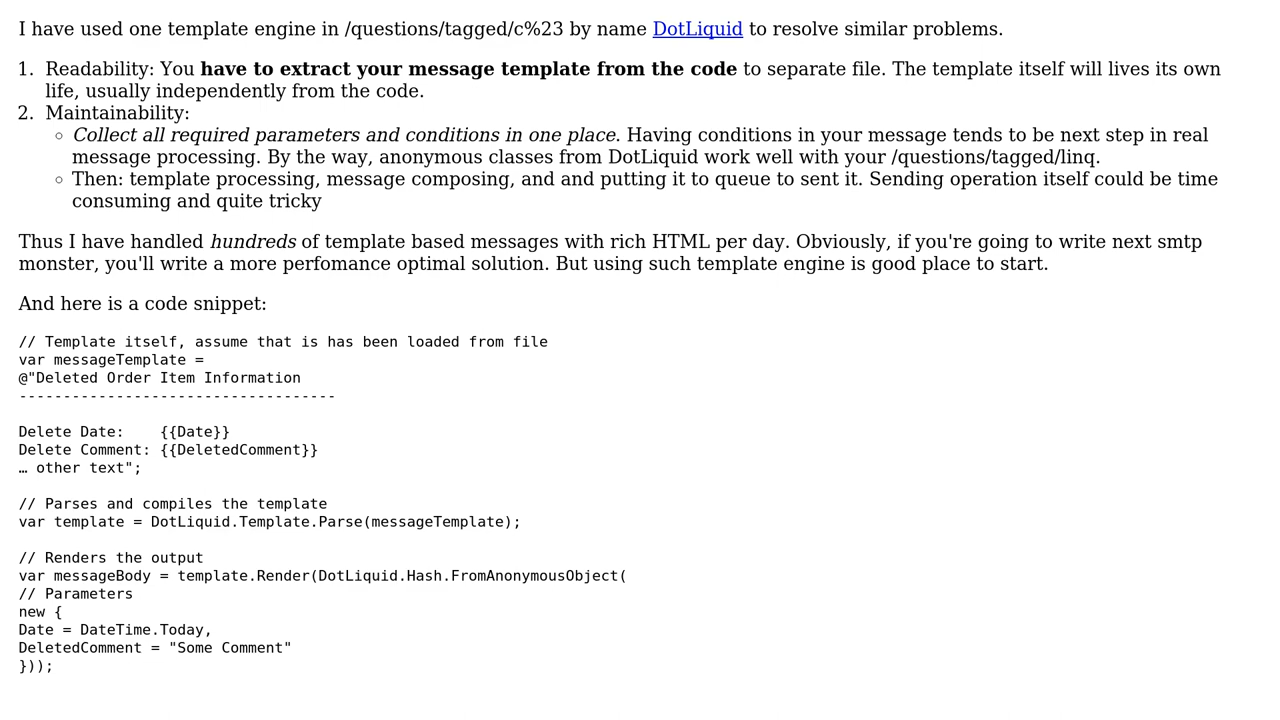 I have used one template engine in /questions/tagged/c%23 by name DotLiquid to resolve similar problems.
1. Readability: You have to extract your message template from the code to separate file. The template itself will lives its own
life, usually independently from the code.
2. Maintainability:
◦ Collect all required parameters and conditions in one place. Having conditions in your message tends to be next step in real
message processing. By the way, anonymous classes from DotLiquid work well with your /questions/tagged/linq.
◦ Then: template processing, message composing, and and putting it to queue to sent it. Sending operation itself could be time
consuming and quite tricky
Thus I have handled hundreds of template based messages with rich HTML per day. Obviously, if you're going to write next smtp
monster, you'll write a more perfomance optimal solution. But using such template engine is good place to start.
And here is a code snippet:
// Template itself, assume that is has been loaded from file
var messageTemplate =
@"Deleted Order Item Information
------------------------------------
Delete Date:    {{Date}}
Delete Comment: {{DeletedComment}}
… other text";
// Parses and compiles the template
var template = DotLiquid.Template.Parse(messageTemplate);
// Renders the output
var messageBody = template.Render(DotLiquid.Hash.FromAnonymousObject(
// Parameters
new {
Date = DateTime.Today,
DeletedComment = "Some Comment"
}));